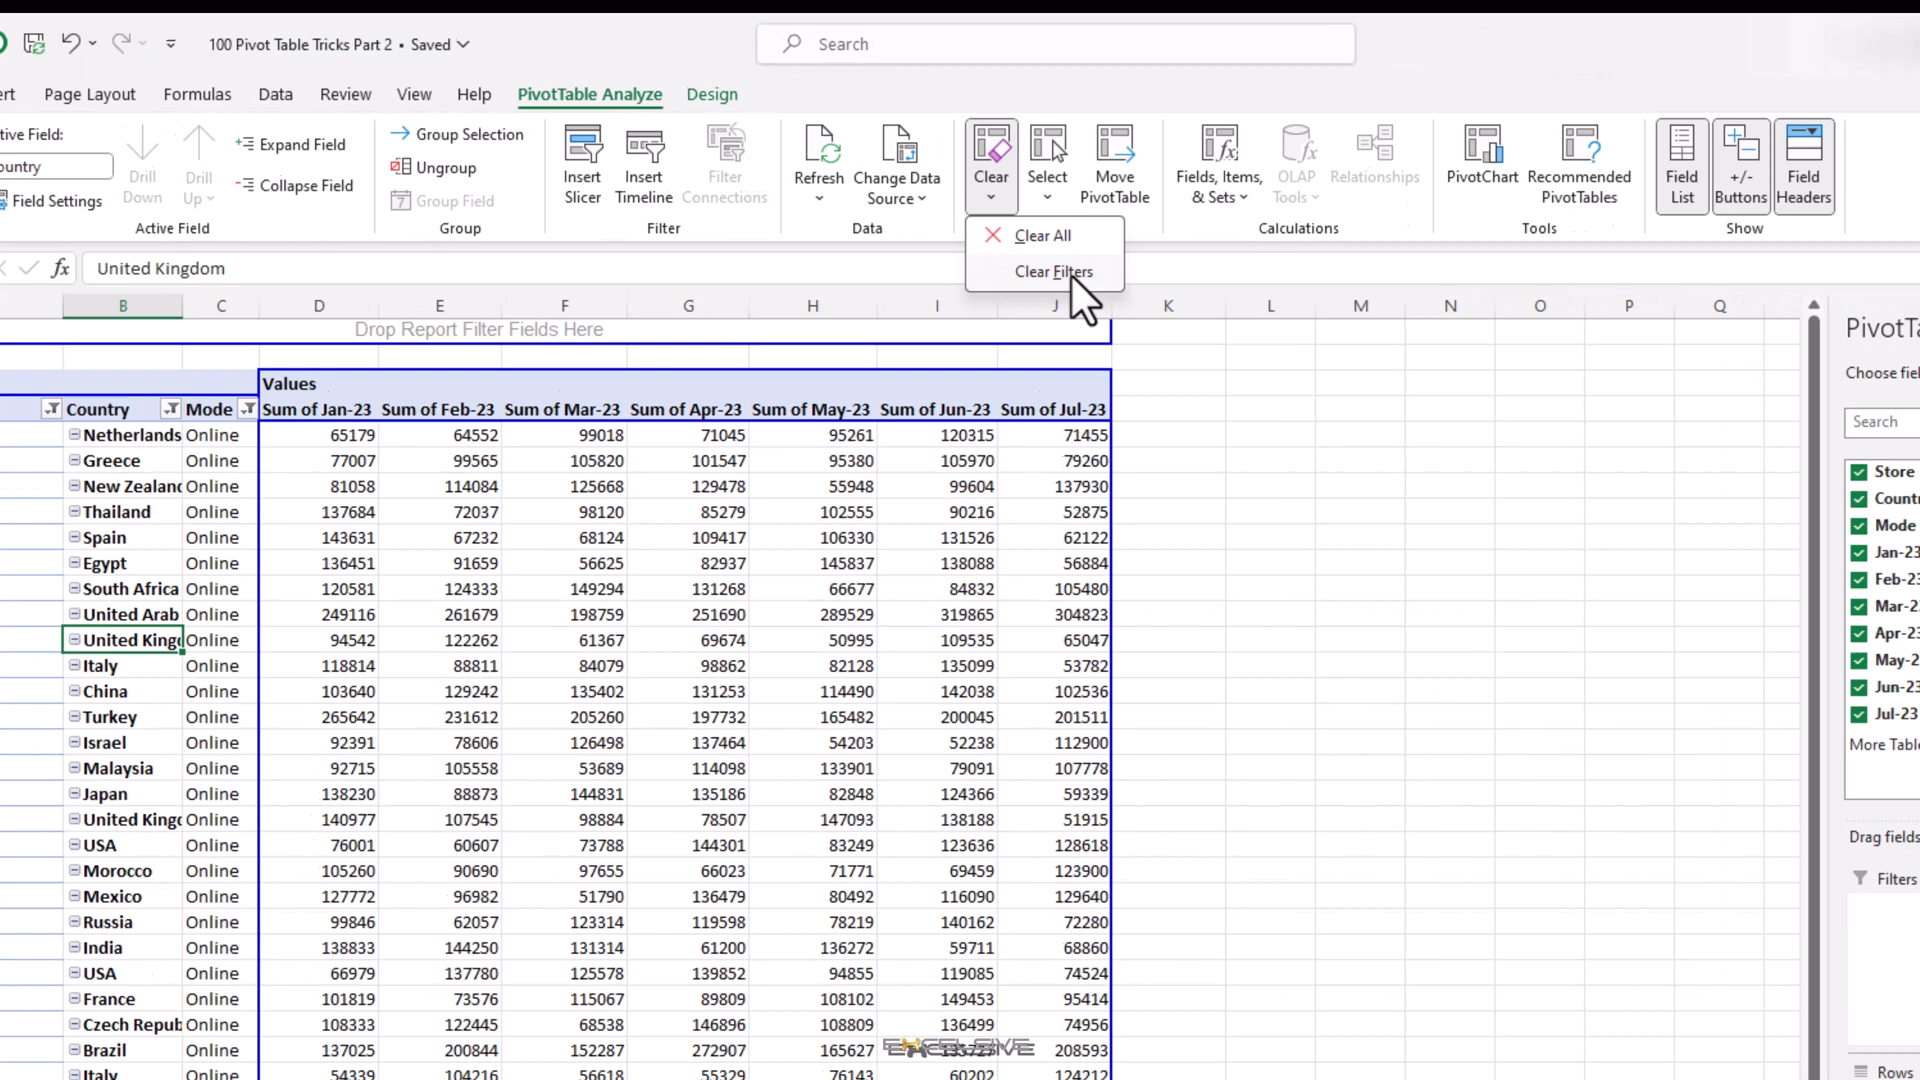 100 Pivot Table Tricks Part 2 • Saved
Search
ert Page Layout Formulas Data Review View Help PivotTable Analyze Design
tive Field:
ountry
Field Settings
Drill Down
Drill Up
Expand Field
Collapse Field
Active Field
Group Selection
Ungroup
Group Field
Group
Insert Slicer
Insert Timeline
Filter Connections
Filter
Refresh
Change Data Source
Data
Clear
Select
Move PivotTable
Clear All
Clear Filters
Fields, Items, & Sets
OLAP Tools
Relationships
Calculations
PivotChart
Recommended PivotTables
Tools
Field List
+/- Buttons
Field Headers
Show
fx United Kingdom
B C D E F G H I J K L M N O P Q
Drop Report Filter Fields Here
Values
Country Mode Sum of Jan-23 Sum of Feb-23 Sum of Mar-23 Sum of Apr-23 Sum of May-23 Sum of Jun-23 Sum of Jul-23
Netherlands Online 65179 64552 99018 71045 95261 120315 71455
Greece Online 77007 99565 105820 101547 95380 105970 79260
New Zealand Online 81058 114084 125668 129478 55948 99604 137930
Thailand Online 137684 72037 98120 85279 102555 90216 52875
Spain Online 143631 67232 68124 109417 106330 131526 62122
Egypt Online 136451 91659 56625 82937 145837 138088 56884
South Africa Online 120581 124333 149294 131268 66677 84832 105480
United Arab Online 249116 261679 198759 251690 289529 319865 304823
United Kingd Online 94542 122262 61367 69674 50995 109535 65047
Italy Online 118814 88811 84079 98862 82128 135099 53782
China Online 103640 129242 135402 131253 114490 142038 102536
Turkey Online 265642 231612 205260 197732 165482 200045 201511
Israel Online 92391 78606 126498 137464 54203 52238 112900
Malaysia Online 92715 105558 53689 114098 133901 79091 107778
Japan Online 138230 88873 144831 135186 82848 124366 59339
United Kingd Online 140977 107545 98884 78507 147093 138188 51915
USA Online 76001 60607 73788 144301 83249 123636 128618
Morocco Online 105260 90690 97655 66023 71771 69459 123900
Mexico Online 127772 96982 51790 136479 80492 116090 129640
Russia Online 99846 62057 123314 119598 78219 140162 72280
India Online 138833 144250 131314 61200 136272 59711 68860
USA Online 66979 137780 125578 139852 94855 119085 74524
France Online 101819 73576 115067 89809 108102 149453 95414
Czech Repub Online 108333 122445 68538 146896 108809 136499 74956
Brazil Online 137025 200844 152287 272907 165627 208593
EXCELSIVE
Italy Online 54339 104216 56618 55329 76143 60202 124212
PivotTa
Choose fiel
Search
Store
Countr
Mode
Jan-23
Feb-23
Mar-2
Apr-23
May-2
Jun-23
Jul-23
More Table
Drag fields
Filters
Rows